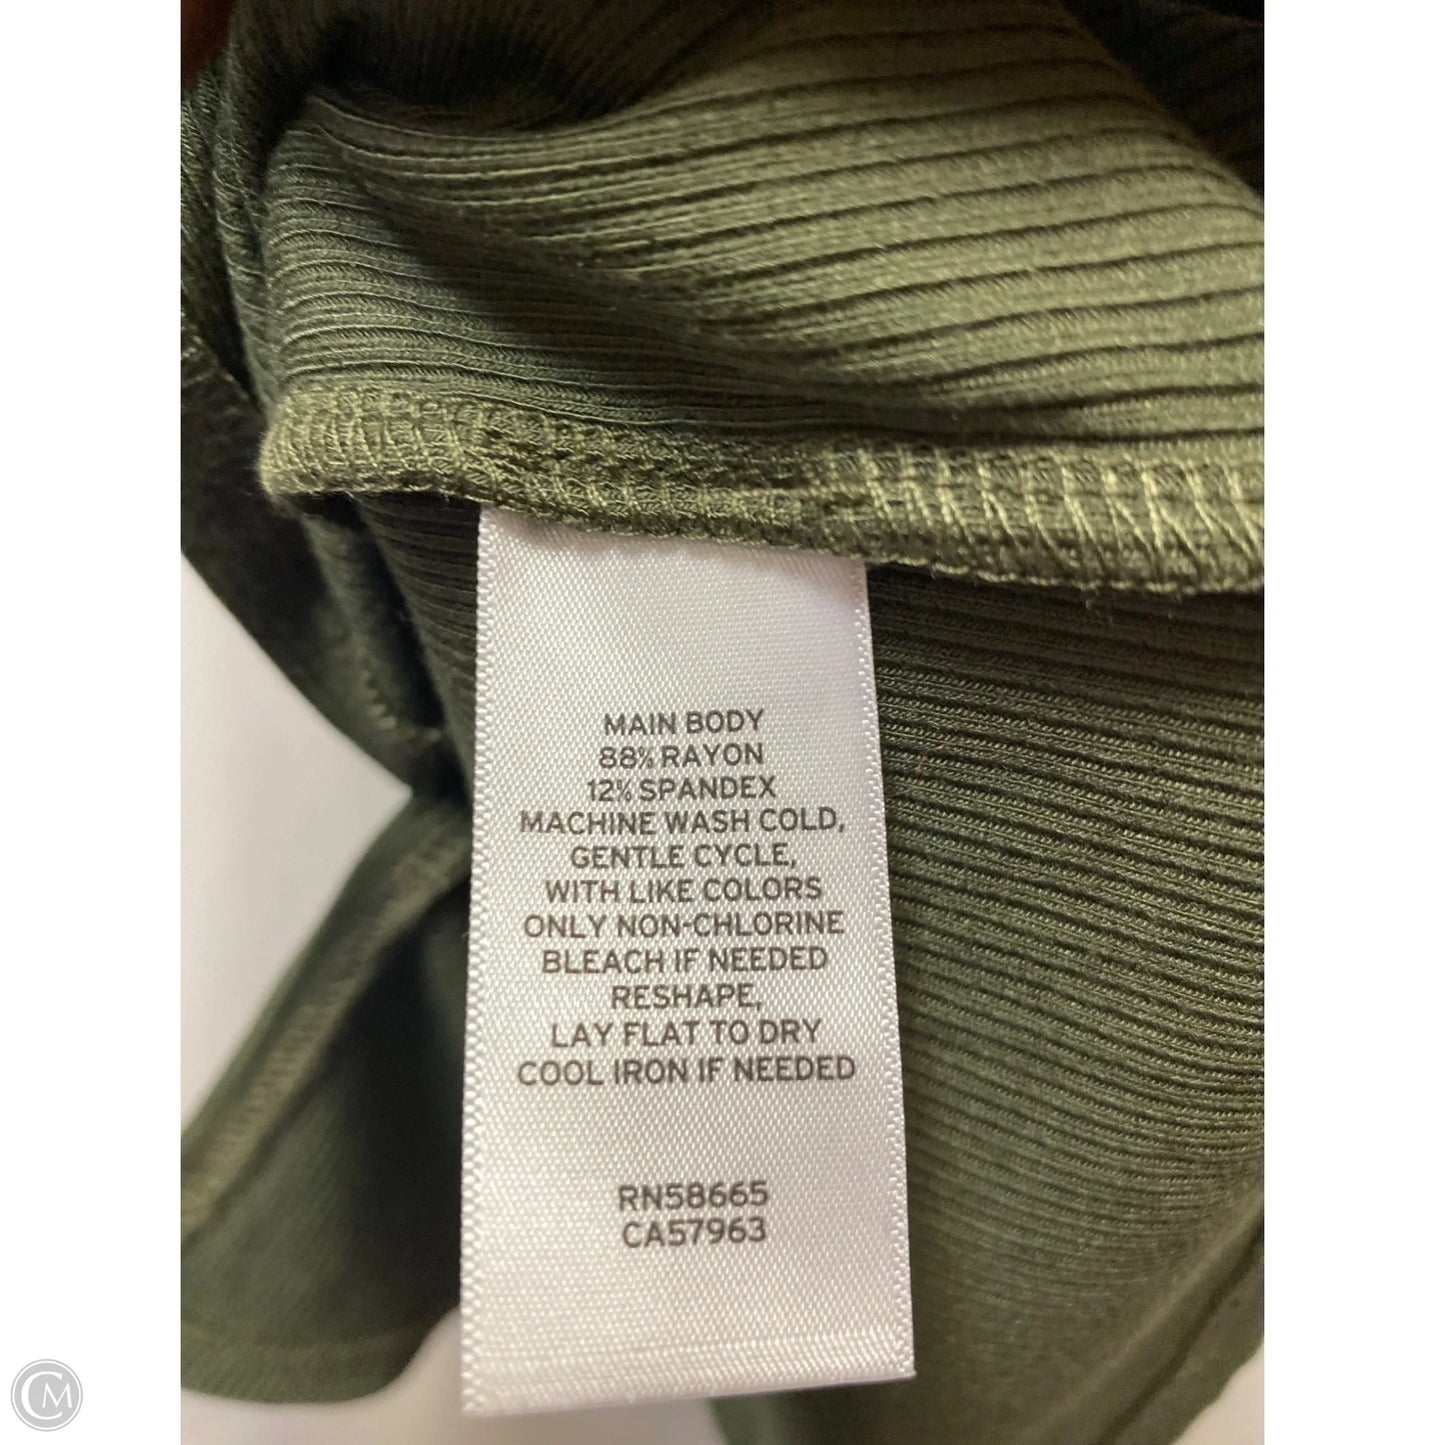 MAIN BODY
88% RAYON
12% SPANDEX
MACHINE WASH COLD,
GENTLE CYCLE,
WITH LIKE COLORS
ONLY NON-CHLORINE
BLEACH IF NEEDED
RESHAPE,
LAY FLAT TO DRY
COOL IRON IF NEEDED
RN58665
CA57963
CM